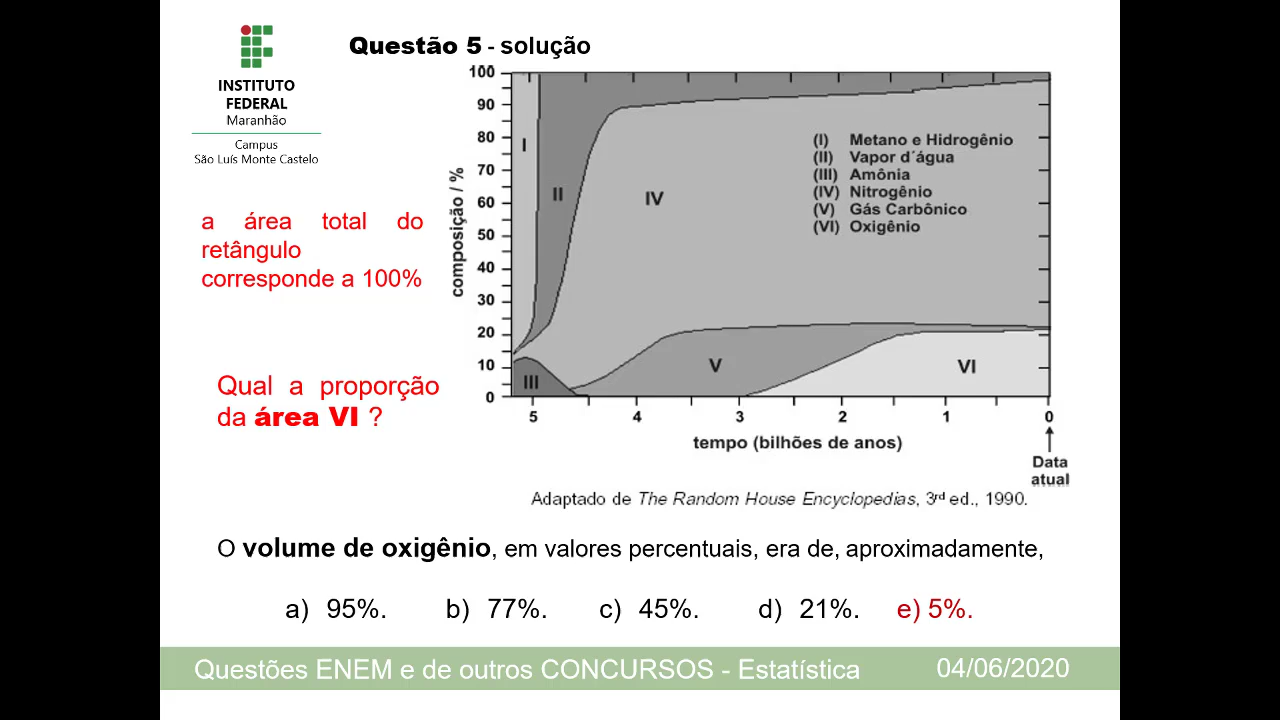 INSTITUTO
FEDERAL
Maranhão
Campus
São Luís Monte Castelo
Questão 5 - solução
a área total do
retângulo
corresponde a 100%
Qual a proporção
da área VI ?
composição / %
100
90
80
70
60
50
40
30
20
10
0
I
II
III
IV
V
VI
(I) Metano e Hidrogênio
(II) Vapor d´água
(III) Amônia
(IV) Nitrogênio
(V) Gás Carbônico
(VI) Oxigênio
5 4 3 2 1 0
tempo (bilhões de anos)
Data
atual
Adaptado de The Random House Encyclopedias, 3rd ed., 1990.
O volume de oxigênio, em valores percentuais, era de, aproximadamente,
a) 95%. b) 77%. c) 45%. d) 21%. e) 5%.
Questões ENEM e de outros CONCURSOS - Estatística 04/06/2020